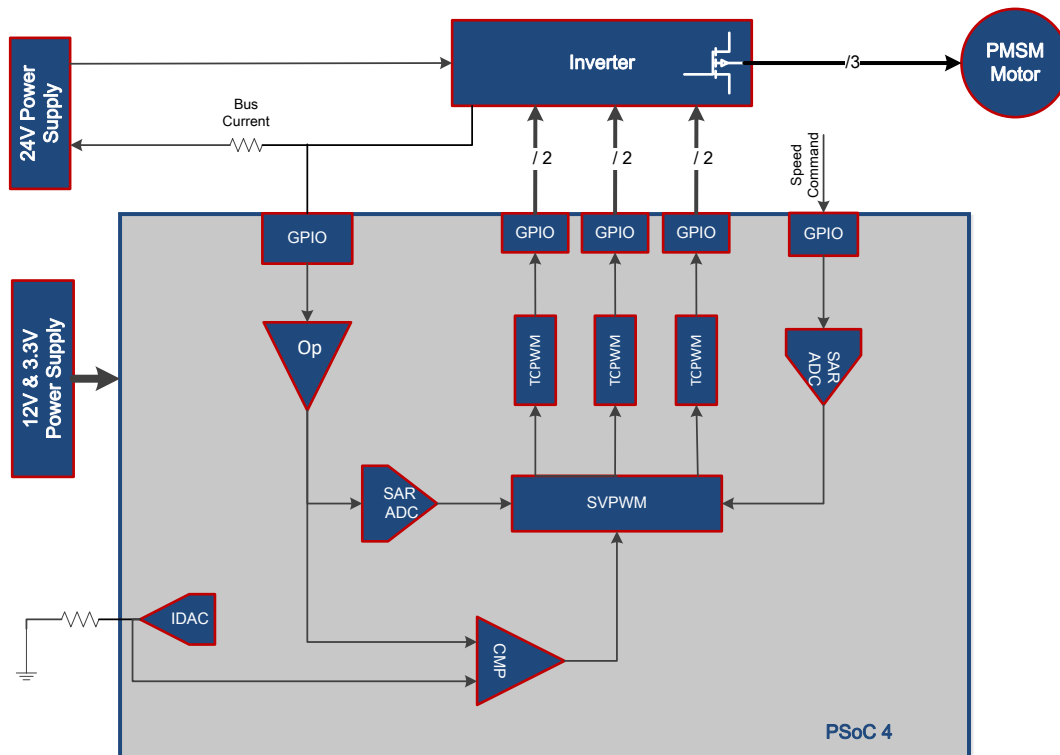 24V Power
Supply
Bus
Current
Inverter
/3
PMSM
Motor
/ 2
/ 2
/ 2
Speed
Command
GPIO
GPIO
GPIO
GPIO
GPIO
12V & 3.3V
Power Supply
Op
TCPWM
TCPWM
TCPWM
SAR
ADC
SAR
ADC
SVPWM
IDAC
CMP
PSoC 4